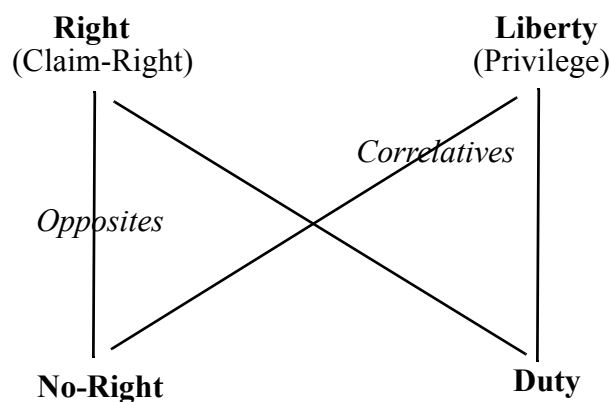 Right
(Claim-Right)
Liberty
(Privilege)
Correlatives
Opposites
No-Right
Duty